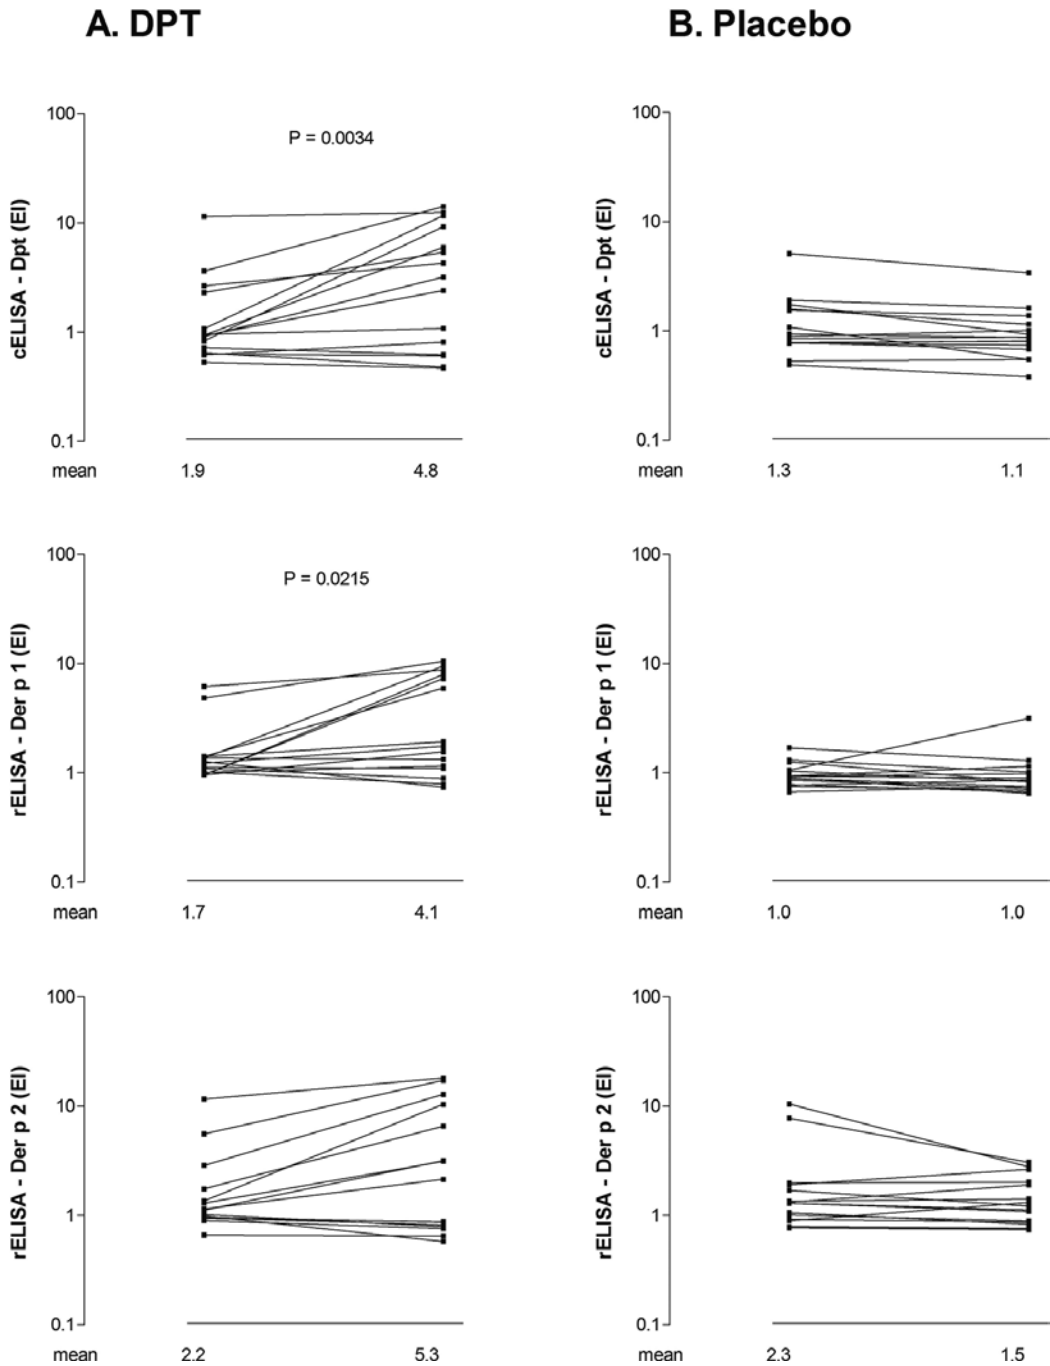 A. DPT
B. Placebo
cELISA - Dpt (EI)
100
10
1
0.1
P = 0.0034
mean 1.9 4.8
cELISA - Dpt (EI)
100
10
1
0.1
mean 1.3 1.1
rELISA - Der p 1 (EI)
100
10
1
0.1
P = 0.0215
mean 1.7 4.1
rELISA - Der p 1 (EI)
100
10
1
0.1
mean 1.0 1.0
rELISA - Der p 2 (EI)
100
10
1
0.1
mean 2.2 5.3
rELISA - Der p 2 (EI)
100
10
1
0.1
mean 2.3 1.5